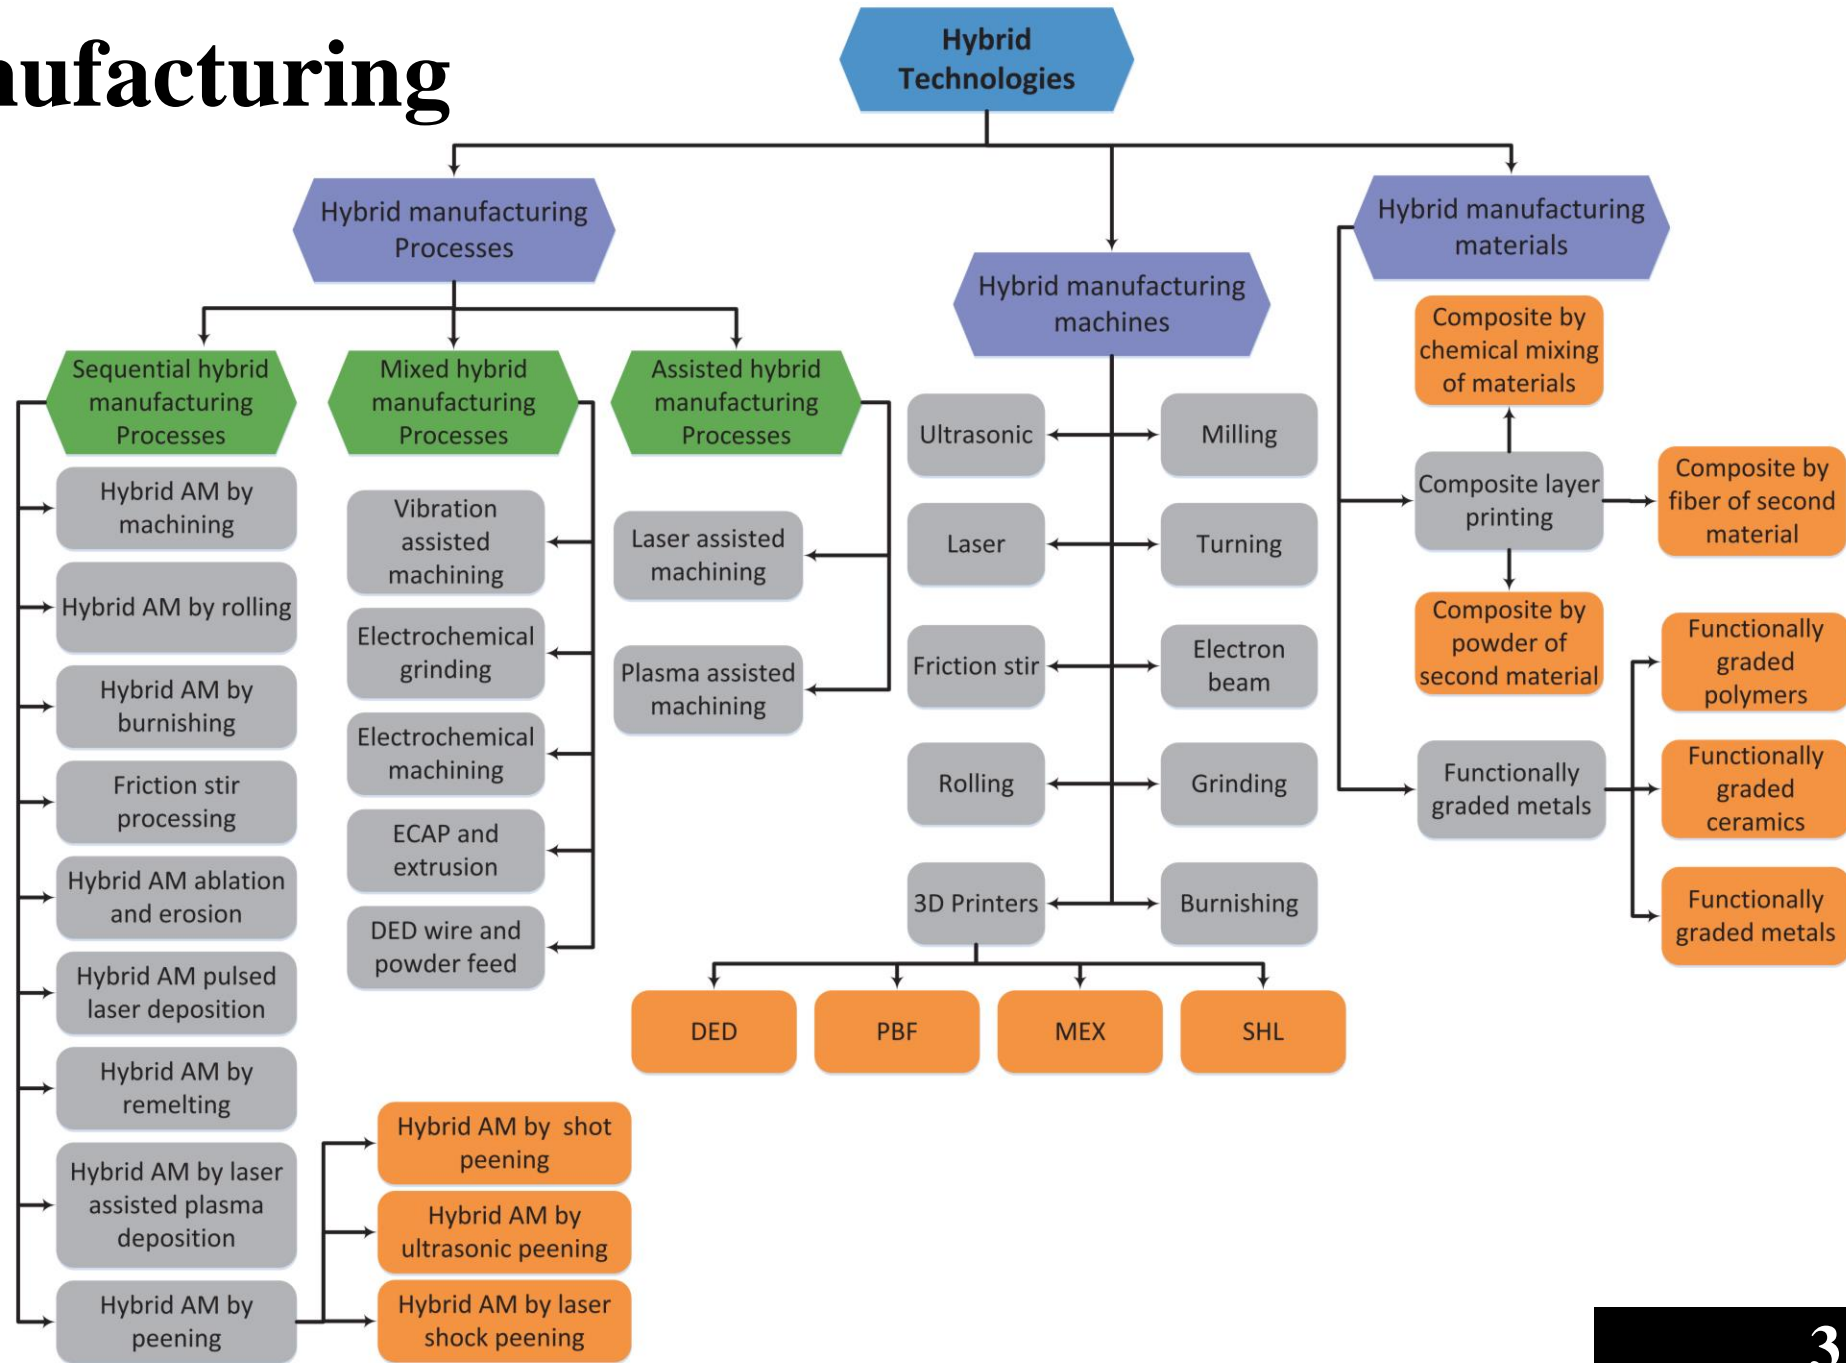 nufacturing
Hybrid
Technologies
Hybrid manufacturing
Processes
Hybrid manufacturing
machines
Hybrid manufacturing
materials
Sequential hybrid
manufacturing
Processes
Hybrid AM by
machining
Hybrid AM by rolling
Hybrid AM by
burnishing
Friction stir
processing
Hybrid AM ablation
and erosion
Hybrid AM pulsed
laser deposition
Hybrid AM by
remelting
Hybrid AM by laser
assisted plasma
deposition
Hybrid AM by
peening
Hybrid AM by shot
peening
Hybrid AM by
ultrasonic peening
Hybrid AM by laser
shock peening
Mixed hybrid
manufacturing
Processes
Vibration
assisted
machining
Electrochemical
grinding
Electrochemical
machining
ECAP and
extrusion
DED wire and
powder feed
Assisted hybrid
manufacturing
Processes
Laser assisted
machining
Plasma assisted
machining
Ultrasonic
Milling
Laser
Turning
Friction stir
Electron
beam
Rolling
Grinding
3D Printers
Burnishing
DED
PBF
MEX
SHL
Composite by
chemical mixing
of materials
Composite layer
printing
Composite by
fiber of second
material
Composite by
powder of
second material
Functionally
graded metals
Functionally
graded
polymers
Functionally
graded
ceramics
Functionally
graded metals
3